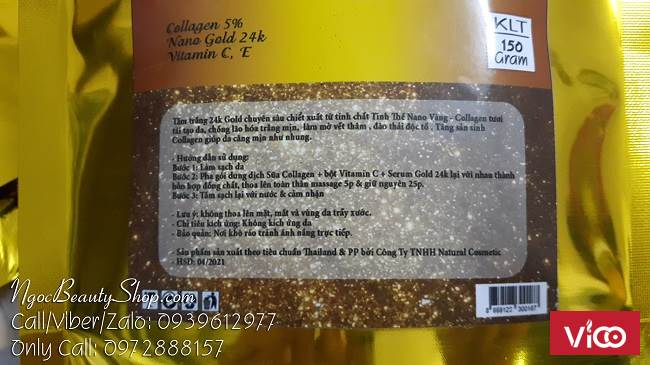 Collagen 5%
Nano Gold 24k
Vitamin C, E
KLT
150
Gram
Tắm trắng 24k Gold chuyên sâu chiết xuất từ tinh chất Tinh Thể Nano Vàng - Collagen tươi
tái tạo da, chống lão hóa trắng mịn, làm mờ vết thâm, đào thải độc tố. Tăng sản sinh
Collagen giúp da căng mịn như nhung.
- Hướng dẫn sử dụng:
Bước 1: Làm sạch da
Bước 2: Pha gói dung dịch Sữa Collagen + bột Vitamin C + Serum Gold 24k lại với nhau thành
hỗn hợp đồng chất, thoa lên toàn thân massage 5p & giữ nguyên 25p.
Bước 3: Tắm sạch lại với nước & cảm nhận
- Lưu ý: không thoa lên mặt, mắt và vùng da trầy xước.
- Chỉ tiêu kích ứng: Không kích ứng da
- Bảo quản: Nơi khô ráo tránh ánh nắng trực tiếp.
- Sản phẩm sản xuất theo tiêu chuẩn Thailand & PP bởi Công Ty TNHH Natural Cosmetic
- HSD: 04/2021
NgocBeautyShop.com
Call/Viber/Zalo: 0939612977
Only Call: 0972888157
VICO